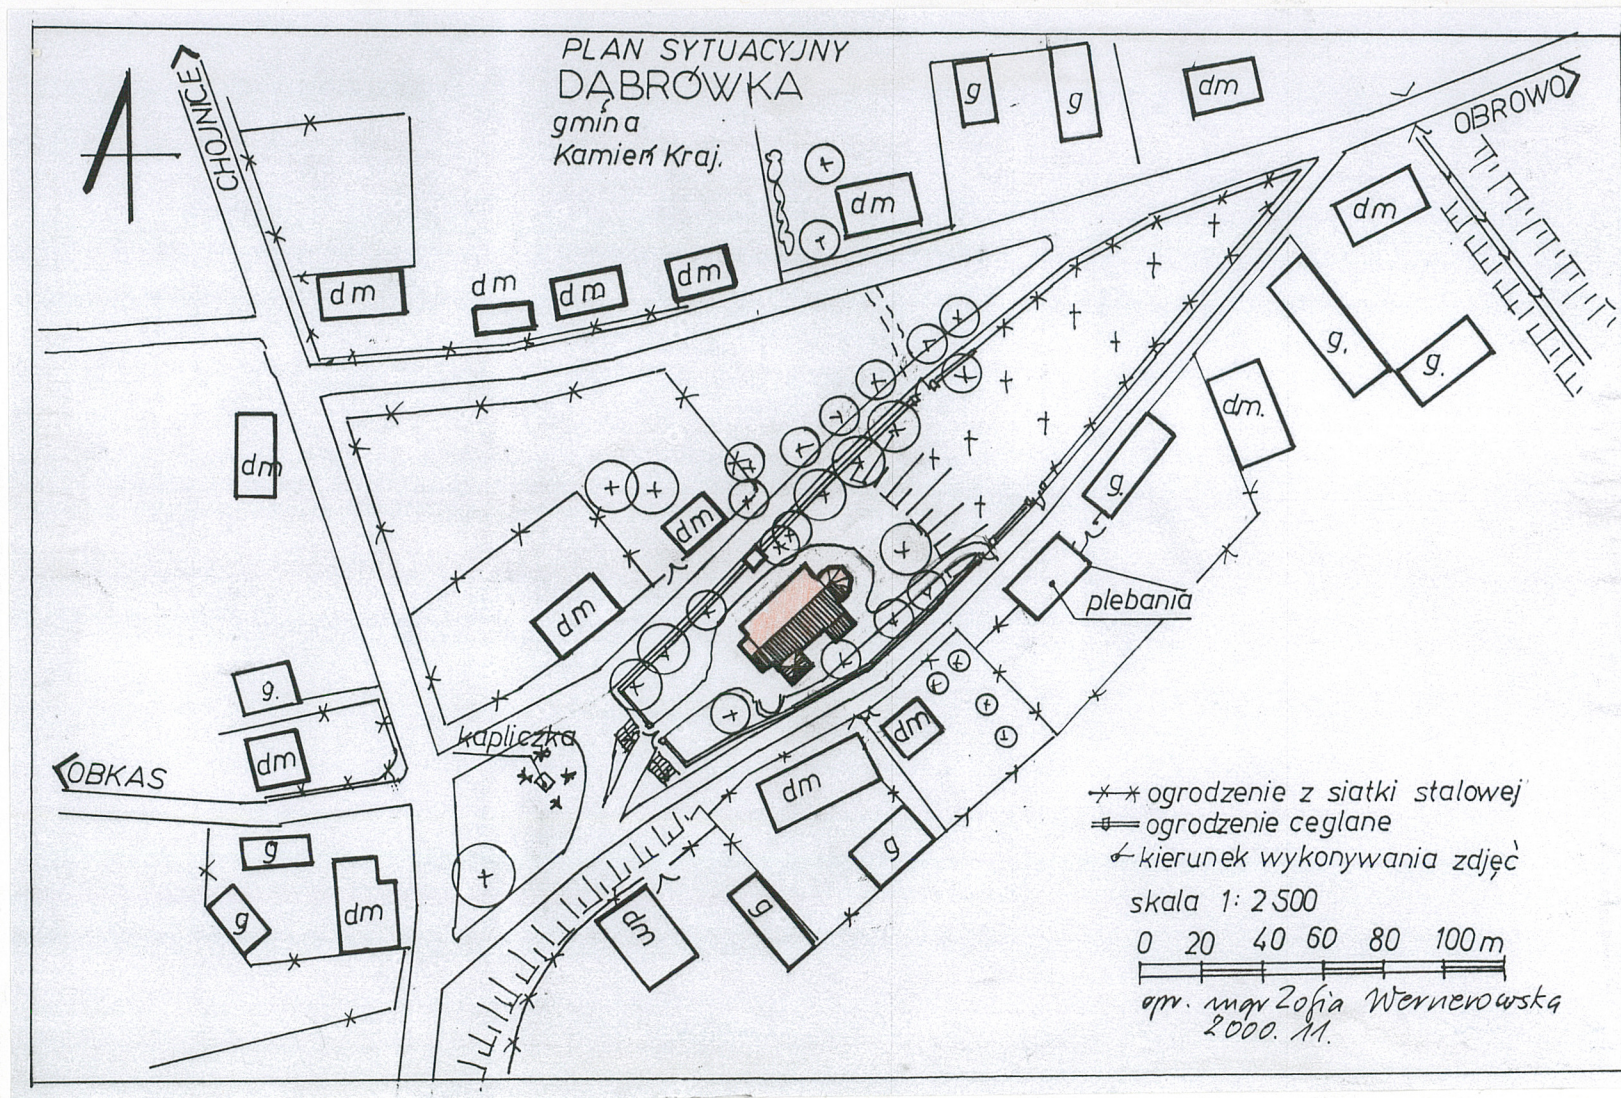 PLAN SYTUACYJNY
DĄBRÓWKA
gmina
Kamień Kraj.
CHOJNICE
OBROWO
g
g
dm
dm
dm
dm
dm
dm
dm
g.
g.
dm.
dm
g.
dm
dm
plebania
g.
kapliczka
dm
dm
OBKAS
dm
g
g
g
dm
dm
g
ogrodzenie z siatki stalowej
ogrodzenie ceglane
kierunek wykonywania zdjęć
skala 1:2500
0 20 40 60 80 100 m
opr. mgr Zofia Wernerowska
2000. 11.